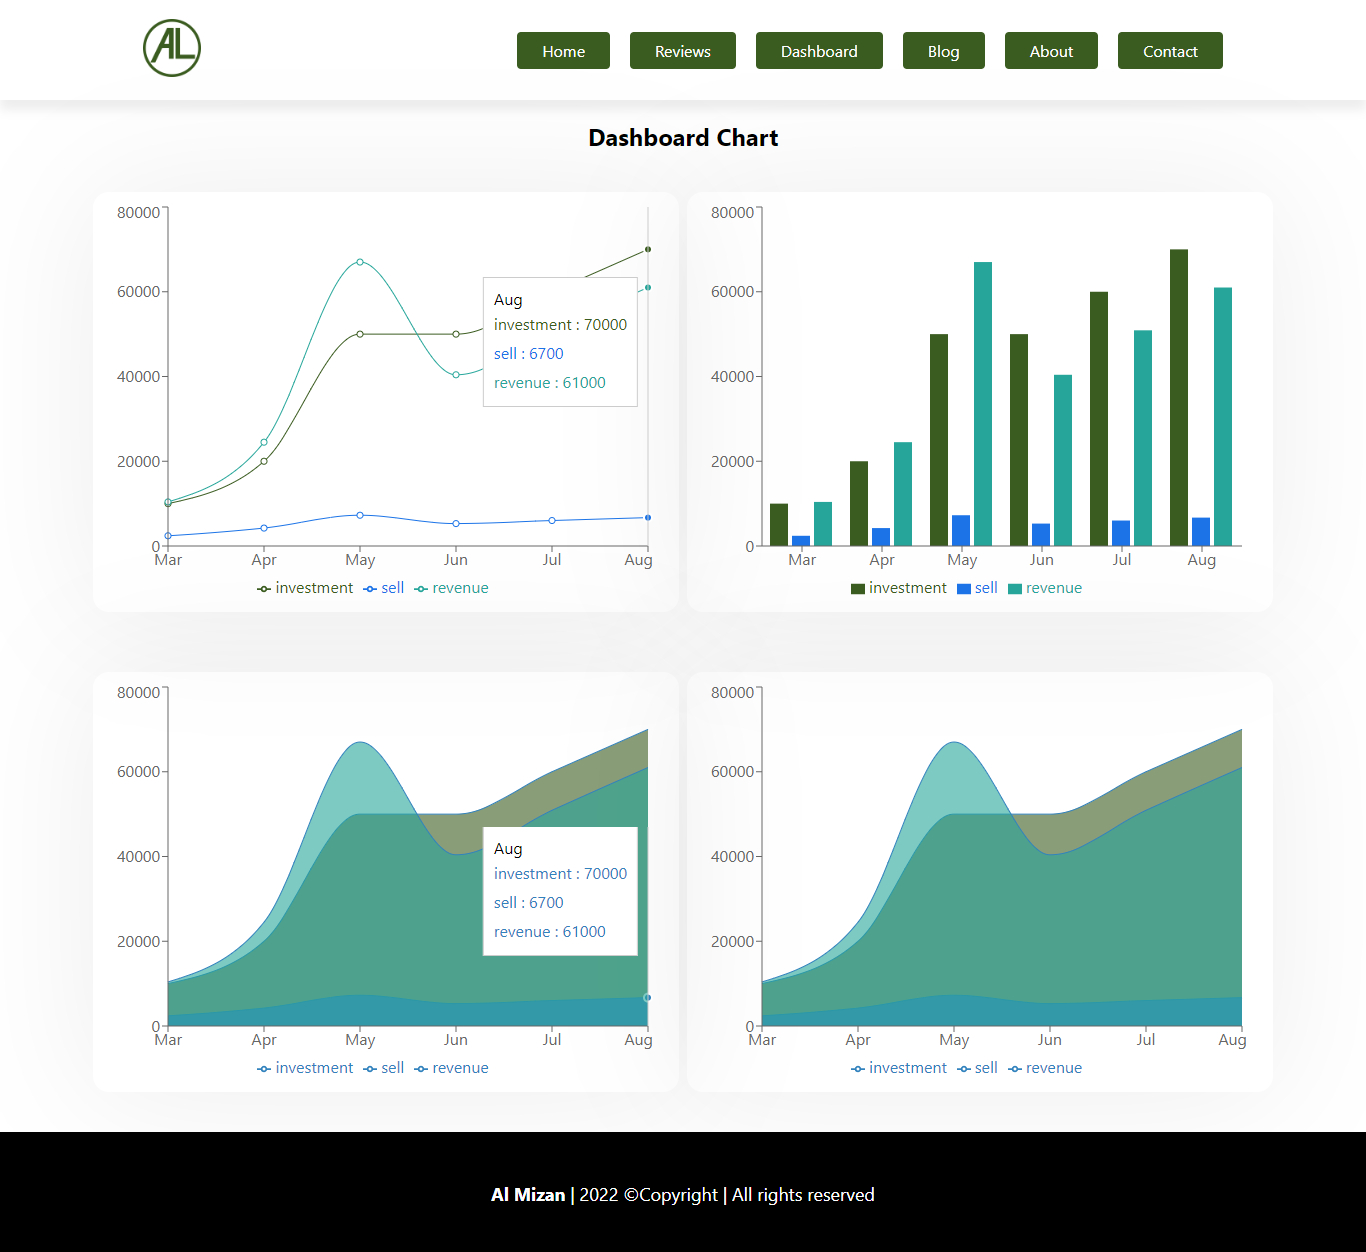 AL
Home Reviews Dashboard Blog About Contact
Dashboard Chart
80000
60000
40000
20000
0
Mar Apr May Jun Jul Aug
Aug
investment : 70000
sell : 6700
revenue : 61000
investment sell revenue
80000
60000
40000
20000
0
Mar Apr May Jun Jul Aug
investment sell revenue
80000
60000
40000
20000
0
Mar Apr May Jun Jul Aug
Aug
investment : 70000
sell : 6700
revenue : 61000
investment sell revenue
80000
60000
40000
20000
0
Mar Apr May Jun Jul Aug
investment sell revenue
Al Mizan | 2022 ©Copyright | All rights reserved